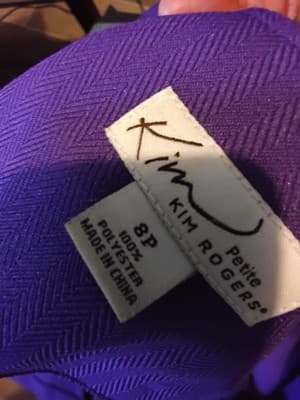 Kim
Petite
KIM ROGERS®
8P
100%
POLYESTER
MADE IN CHINA